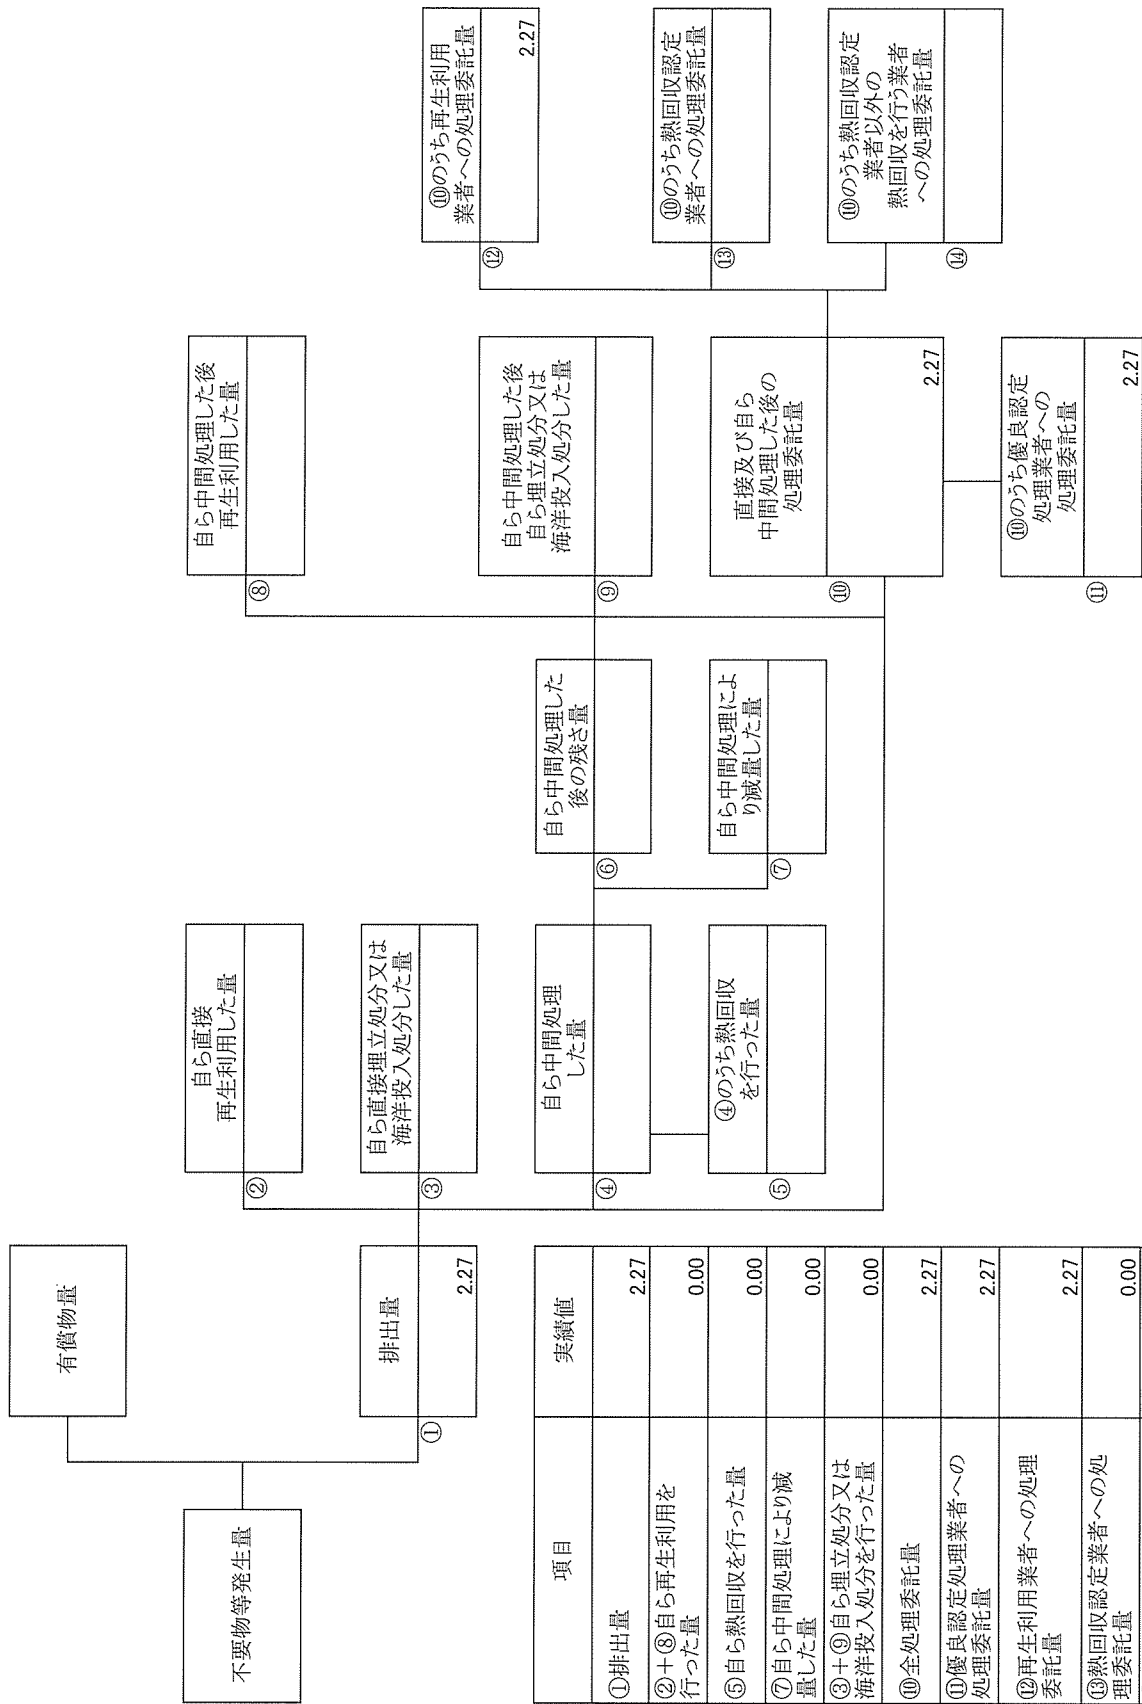 不要物等発生量
有償物量
排出量
①
2.27
自ら直接
再生利用した量
②
自ら直接埋立処分又は
海洋投入処分した量
③
自ら中間処理
した量
④
④のうち熱回収
を行った量
⑤
自ら中間処理した
後の残さ量
⑥
自ら中間処理によ
り減量した量
⑦
自ら中間処理した後
再生利用した量
⑧
自ら中間処理した後
自ら埋立処分又は
海洋投入処分した量
⑨
直接及び自ら
中間処理した後の
処理委託量
⑩
2.27
⑩のうち優良認定
処理業者への
処理委託量
⑪
2.27
⑩のうち再生利用
業者への処理委託量
⑫
2.27
⑩のうち熱回収認定
業者への処理委託量
⑬
⑩のうち熱回収認定
業者以外の
熱回収を行う業者
への処理委託量
⑭
項目 実績値
①排出量 2.27
②+⑧自ら再生利用を
行った量 0.00
⑤自ら熱回収を行った量 0.00
⑦自ら中間処理により減
量した量 0.00
③+⑨自ら埋立処分又は
海洋投入処分を行った量 0.00
⑩全処理委託量 2.27
⑪優良認定処理業者への
処理委託量 2.27
⑫再生利用業者への処理
委託量 2.27
⑬熱回収認定業者への処
理委託量 0.00